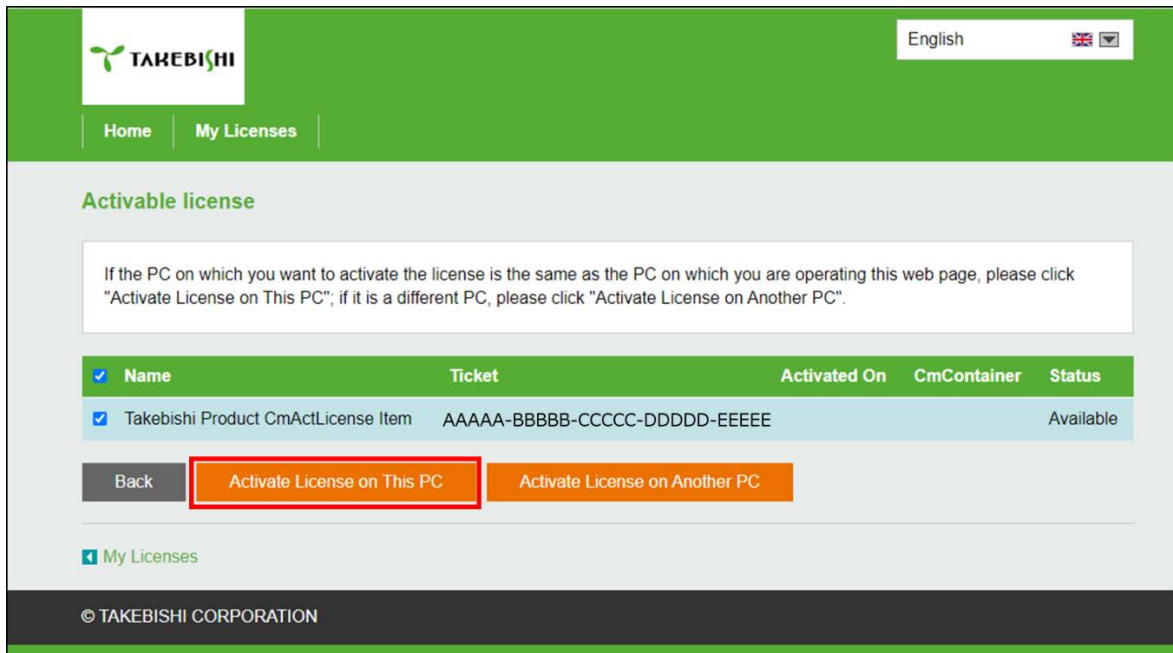 TAKEBISHI
English
Home
My Licenses
Activable license
If the PC on which you want to activate the license is the same as the PC on which you are operating this web page, please click
"Activate License on This PC"; if it is a different PC, please click "Activate License on Another PC".
Name Ticket Activated On CmContainer Status
Takebishi Product CmActLicense Item AAAAA-BBBBB-CCCCC-DDDDD-EEEEE Available
Back Activate License on This PC Activate License on Another PC
My Licenses
© TAKEBISHI CORPORATION